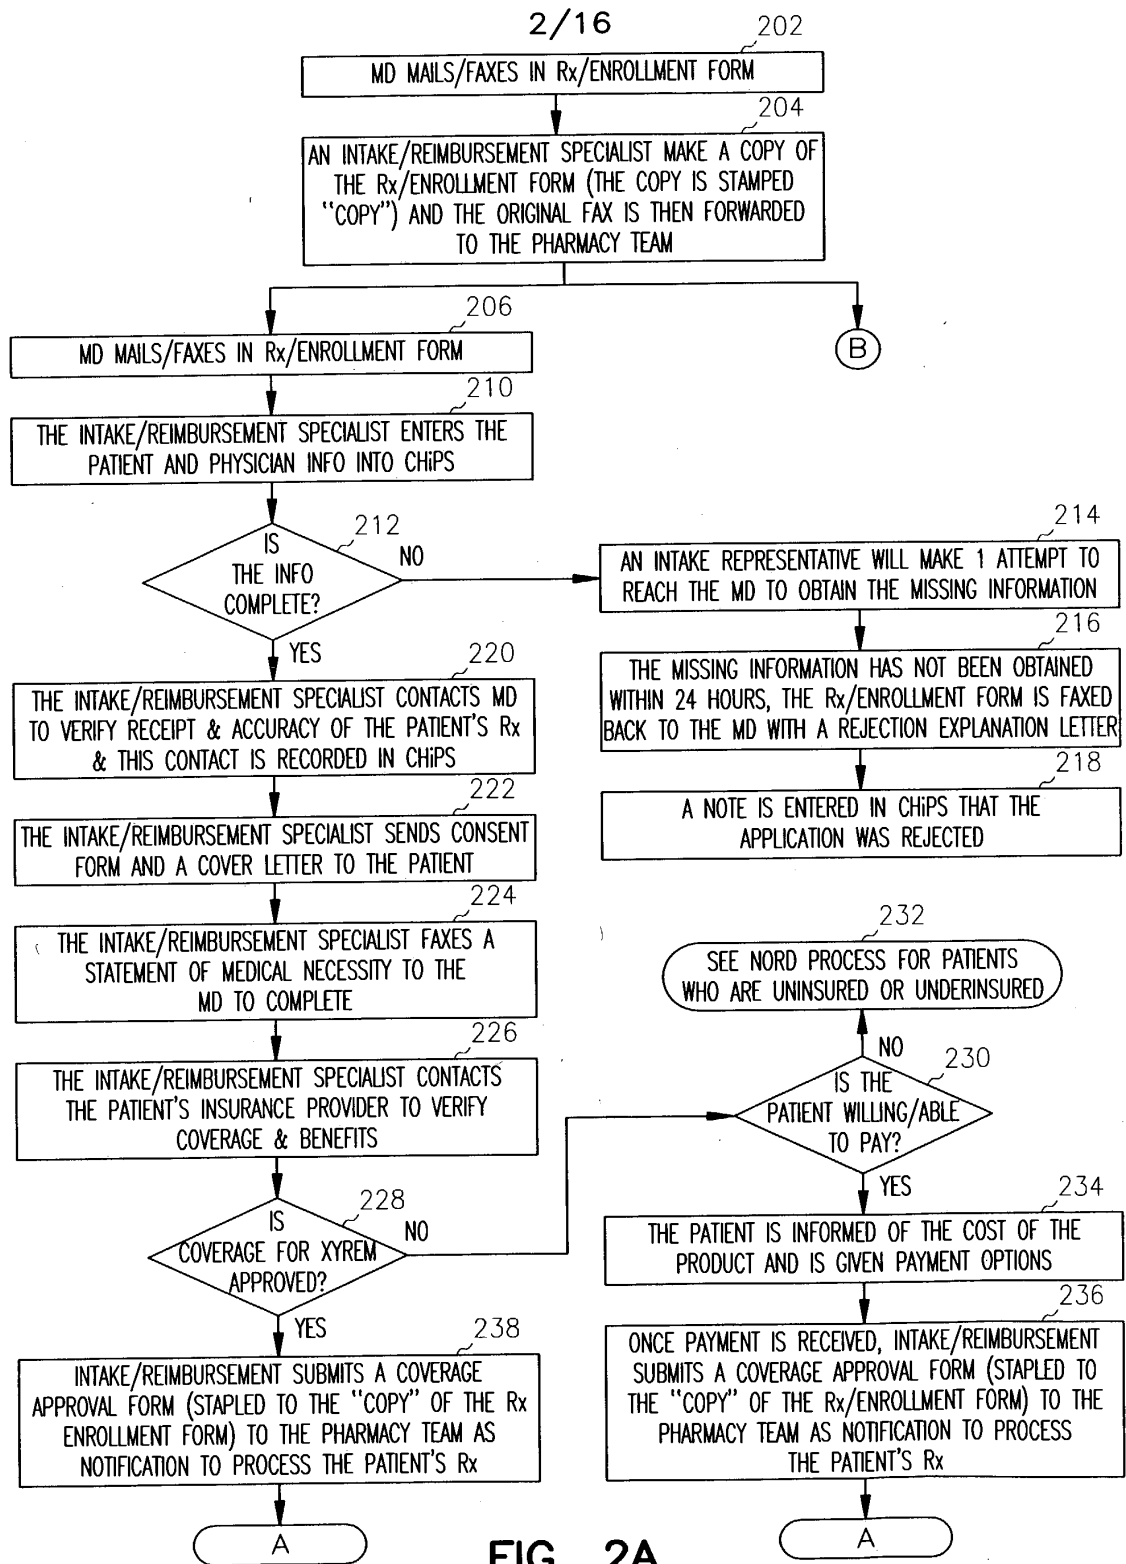 2/16
202
MD MAILS/FAXES IN Rx/ENROLLMENT FORM
204
AN INTAKE/REIMBURSEMENT SPECIALIST MAKE A COPY OF
THE Rx/ENROLLMENT FORM (THE COPY IS STAMPED
"COPY") AND THE ORIGINAL FAX IS THEN FORWARDED
TO THE PHARMACY TEAM
206
MD MAILS/FAXES IN Rx/ENROLLMENT FORM
B
210
THE INTAKE/REIMBURSEMENT SPECIALIST ENTERS THE
PATIENT AND PHYSICIAN INFO INTO CHiPS
212
IS
THE INFO
COMPLETE?
NO
YES
214
AN INTAKE REPRESENTATIVE WILL MAKE 1 ATTEMPT TO
REACH THE MD TO OBTAIN THE MISSING INFORMATION
216
THE MISSING INFORMATION HAS NOT BEEN OBTAINED
WITHIN 24 HOURS, THE Rx/ENROLLMENT FORM IS FAXED
BACK TO THE MD WITH A REJECTION EXPLANATION LETTER
218
A NOTE IS ENTERED IN CHiPS THAT THE
APPLICATION WAS REJECTED
220
THE INTAKE/REIMBURSEMENT SPECIALIST CONTACTS MD
TO VERIFY RECEIPT & ACCURACY OF THE PATIENT'S Rx
& THIS CONTACT IS RECORDED IN CHiPS
222
THE INTAKE/REIMBURSEMENT SPECIALIST SENDS CONSENT
FORM AND A COVER LETTER TO THE PATIENT
224
THE INTAKE/REIMBURSEMENT SPECIALIST FAXES A
STATEMENT OF MEDICAL NECESSITY TO THE
MD TO COMPLETE
226
THE INTAKE/REIMBURSEMENT SPECIALIST CONTACTS
THE PATIENT'S INSURANCE PROVIDER TO VERIFY
COVERAGE & BENEFITS
228
IS
COVERAGE FOR XYREM
APPROVED?
NO
YES
232
SEE NORD PROCESS FOR PATIENTS
WHO ARE UNINSURED OR UNDERINSURED
NO
230
IS THE
PATIENT WILLING/ABLE
TO PAY?
YES
234
THE PATIENT IS INFORMED OF THE COST OF THE
PRODUCT AND IS GIVEN PAYMENT OPTIONS
236
ONCE PAYMENT IS RECEIVED, INTAKE/REIMBURSEMENT
SUBMITS A COVERAGE APPROVAL FORM (STAPLED TO
THE "COPY" OF THE Rx/ENROLLMENT FORM) TO THE
PHARMACY TEAM AS NOTIFICATION TO PROCESS
THE PATIENT'S Rx
A
238
INTAKE/REIMBURSEMENT SUBMITS A COVERAGE
APPROVAL FORM (STAPLED TO THE "COPY" OF THE Rx
ENROLLMENT FORM) TO THE PHARMACY TEAM AS
NOTIFICATION TO PROCESS THE PATIENT'S Rx
A
FIG. 2A